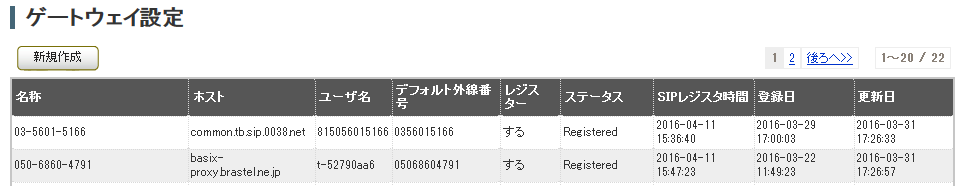 ゲートウェイ設定
新規作成
1 2 後ろへ>> 1～20 / 22
名称 ホスト ユーザ名 デフォルト外線番号 レジスター ステータス SIPレジスタ時間 登録日 更新日
03-5601-5166 common.tb.sip.0038.net 815056015166 0356015166 する Registered 2016-04-11 15:36:40 2016-03-29 17:00:03 2016-03-31 17:26:33
050-6860-4791 basix-proxy.brastel.ne.jp t-52790aa6 05068604791 する Registered 2016-04-11 15:47:23 2016-03-22 11:49:23 2016-03-31 17:26:57